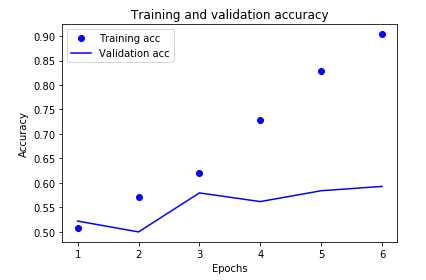 Training and validation accuracy
Training acc
Validation acc
Accuracy
0.90
0.85
0.80
0.75
0.70
0.65
0.60
0.55
0.50
1 2 3 4 5 6
Epochs